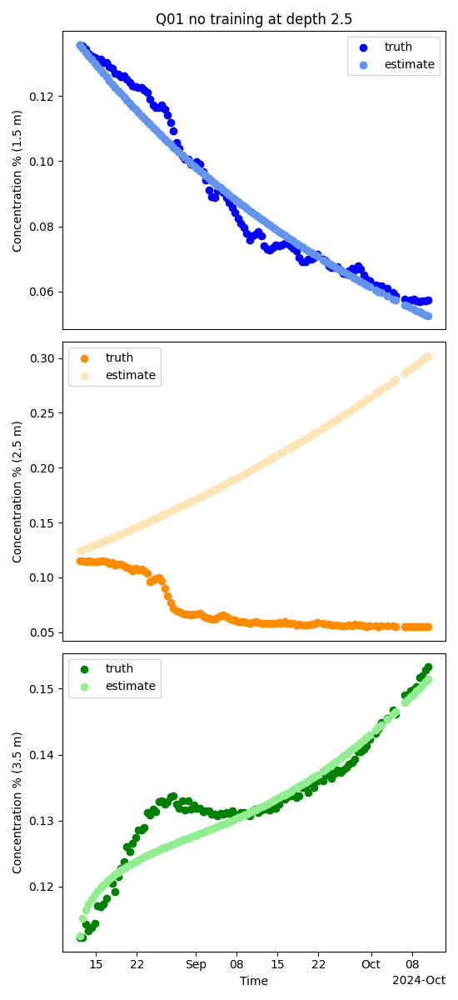 Q01 no training at depth 2.5
truth
estimate
0.12
0.10
0.08
0.06
Concentration % (1.5 m)
truth
estimate
0.30
0.25
0.20
0.15
0.10
0.05
Concentration % (2.5 m)
truth
estimate
0.15
0.14
0.13
0.12
Concentration % (3.5 m)
15 22 Sep 08 15 22 Oct 08
Time
2024-Oct